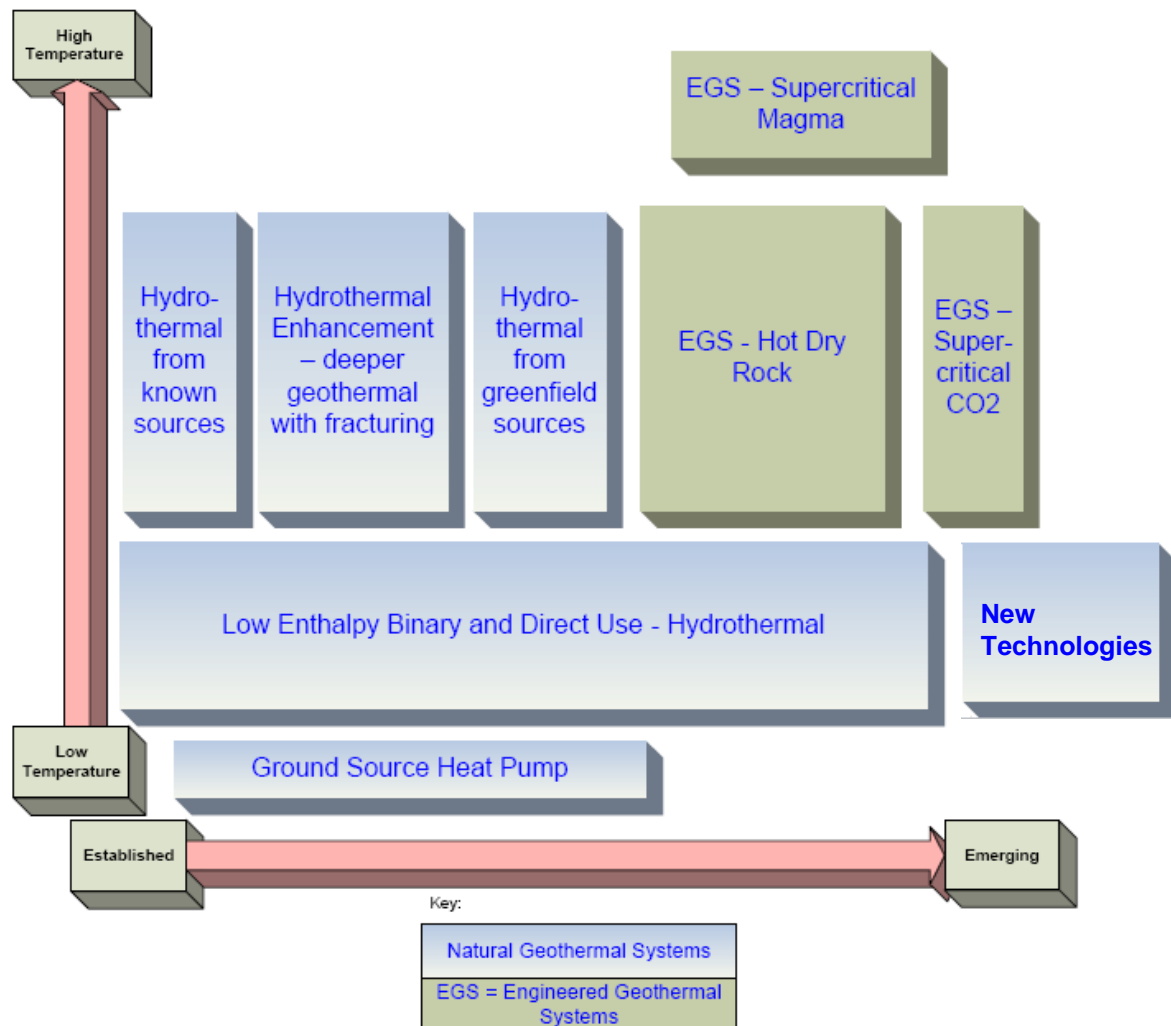 High
Temperature
EGS – Supercritical
Magma
Hydro-
thermal
from
known
sources
Hydrothermal
Enhancement
– deeper
geothermal
with fracturing
Hydro-
thermal
from
greenfield
sources
EGS - Hot Dry
Rock
EGS –
Super-
critical
CO2
Low Enthalpy Binary and Direct Use - Hydrothermal
New
Technologies
Low
Temperature
Ground Source Heat Pump
Established
Emerging
Key:
Natural Geothermal Systems
EGS = Engineered Geothermal
Systems